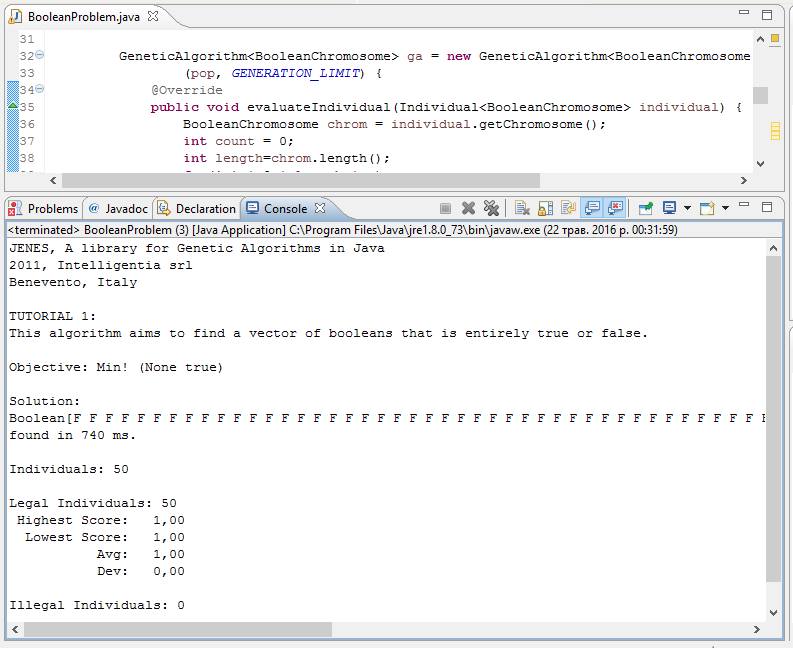 BooleanProblem.java
31
32 GeneticAlgorithm<BooleanChromosome> ga = new GeneticAlgorithm<BooleanChromosome
33 (pop, GENERATION_LIMIT) {
34 @Override
35 public void evaluateIndividual(Individual<BooleanChromosome> individual) {
36 BooleanChromosome chrom = individual.getChromosome();
37 int count = 0;
38 int length=chrom.length();
Problems @ Javadoc Declaration Console
<terminated> BooleanProblem (3) [Java Application] C:\Program Files\Java\jre1.8.0_73\bin\javaw.exe (22 трав. 2016 р. 00:31:59)
JENES, A library for Genetic Algorithms in Java
2011, Intelligentia srl
Benevento, Italy
TUTORIAL 1:
This algorithm aims to find a vector of booleans that is entirely true or false.
Objective: Min! (None true)
Solution:
Boolean[F F F F F F F F F F F F F F F F F F F F F F F F F F F F F F F F F F F F F F F F F F F F
found in 740 ms.
Individuals: 50
Legal Individuals: 50
Highest Score: 1,00
Lowest Score: 1,00
Avg: 1,00
Dev: 0,00
Illegal Individuals: 0